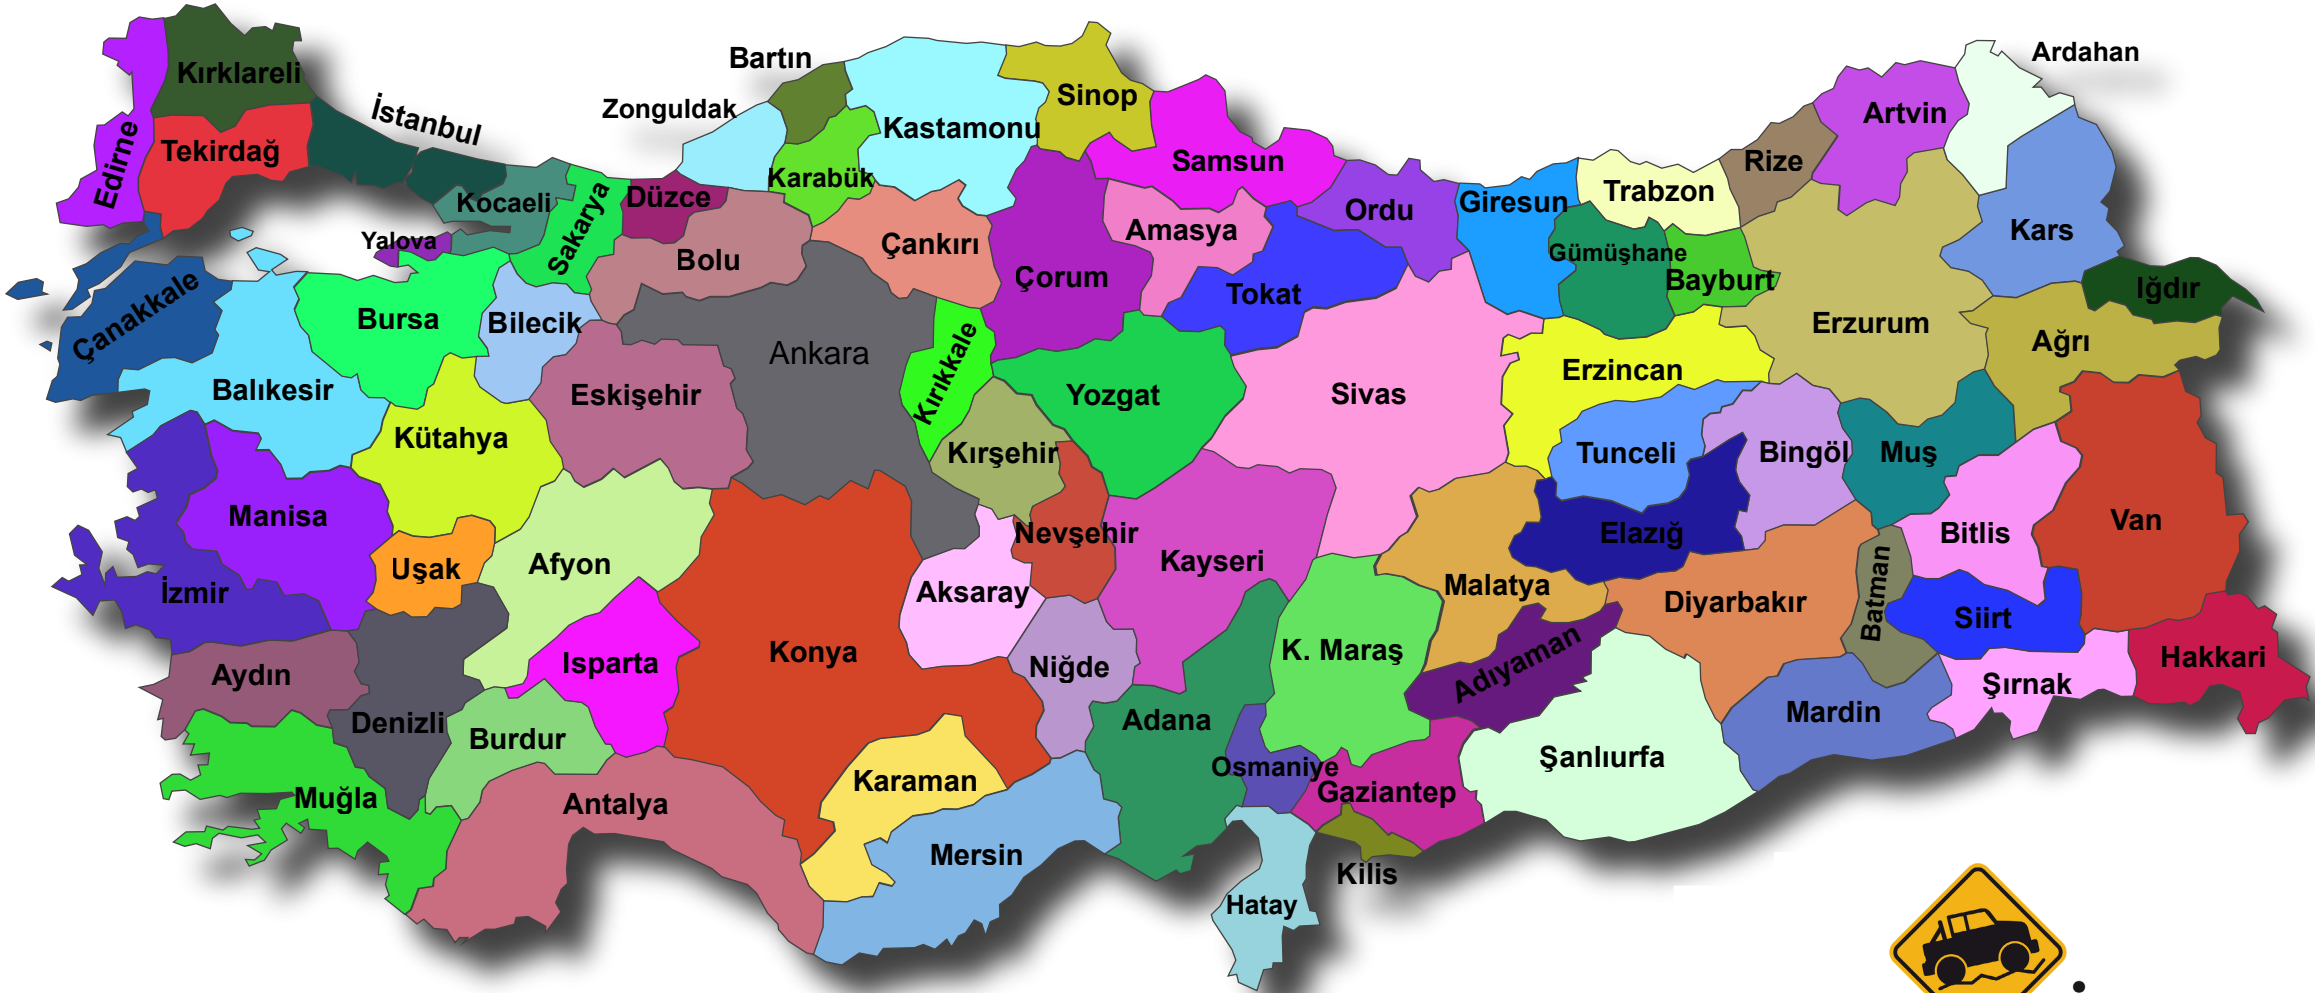 Bartın
Ardahan
Kırklareli
Zonguldak
Sinop
İstanbul
Kastamonu
Artvin
Edirne
Tekirdağ
Karabük
Samsun
Rize
Trabzon
Kocaeli
Düzce
Sakarya
Ordu
Giresun
Yalova
Bolu
Çankırı
Amasya
Kars
Gümüşhane
Çorum
Tokat
Bayburt
Iğdır
Çanakkale
Bursa
Bilecik
Ankara
Erzurum
Ağrı
Kırıkkale
Balıkesir
Eskişehir
Yozgat
Sivas
Erzincan
Kütahya
Kırşehir
Tunceli
Bingöl
Muş
Manisa
Nevşehir
Elazığ
Bitlis
Van
Uşak
Afyon
Kayseri
İzmir
Aksaray
Malatya
Diyarbakır
Batman
Siirt
Aydın
Isparta
Konya
Niğde
K. Maraş
Adıyaman
Hakkari
Şırnak
Denizli
Burdur
Adana
Mardin
Muğla
Antalya
Karaman
Osmaniye
Gaziantep
Şanlıurfa
Mersin
Kilis
Hatay